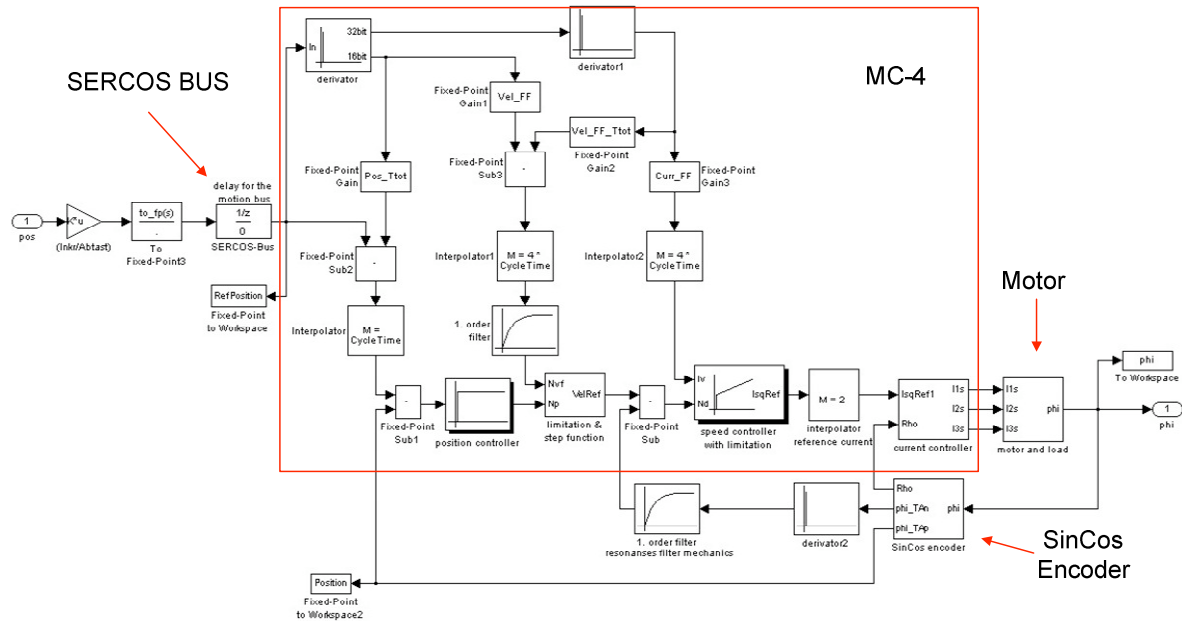 32bit
In
16bit
derivator
derivator1
MC-4
SERCOS BUS
Fixed-Point
Gain1
Vel_FF
Vel_FF_Ttot
Fixed-Point
Gain2
Fixed-Point
Sub3
-
Fixed-Point
Gain
Pos_Ttot
Curr_FF
Fixed-Point
Gain3
delay for the
motion bus
1
pos
K*u
(Inkr/Abtast)
to_fp(s)
.
To
Fixed-Point3
1/z
0
SERCOS-Bus
Fixed-Point
Sub2
-
Interpolator1
M = 4 *
CycleTime
Interpolator2
M = 4 *
CycleTime
RefPosition
Fixed-Point
to Workspace
Interpolator
M =
CycleTime
1. order
filter
Motor
-
Fixed-Point
Sub1
position controller
Nvf
VelRef
Np
limitation &
step function
-
Fixed-Point
Sub
Iv
IsqRef
Nd
speed controller
with limitation
M = 2
interpolator
reference current
IsqRef1
Rho
I1s
I2s
I3s
current controller
I1s
I2s
I3s
phi
motor and load
phi
To Workspace
1
phi
1. order filter
resonanses filter mechanics
derivator2
Rho
phi_TAn
phi_TAp
phi
SinCos encoder
SinCos
Encoder
Position
Fixed-Point
to Workspace2